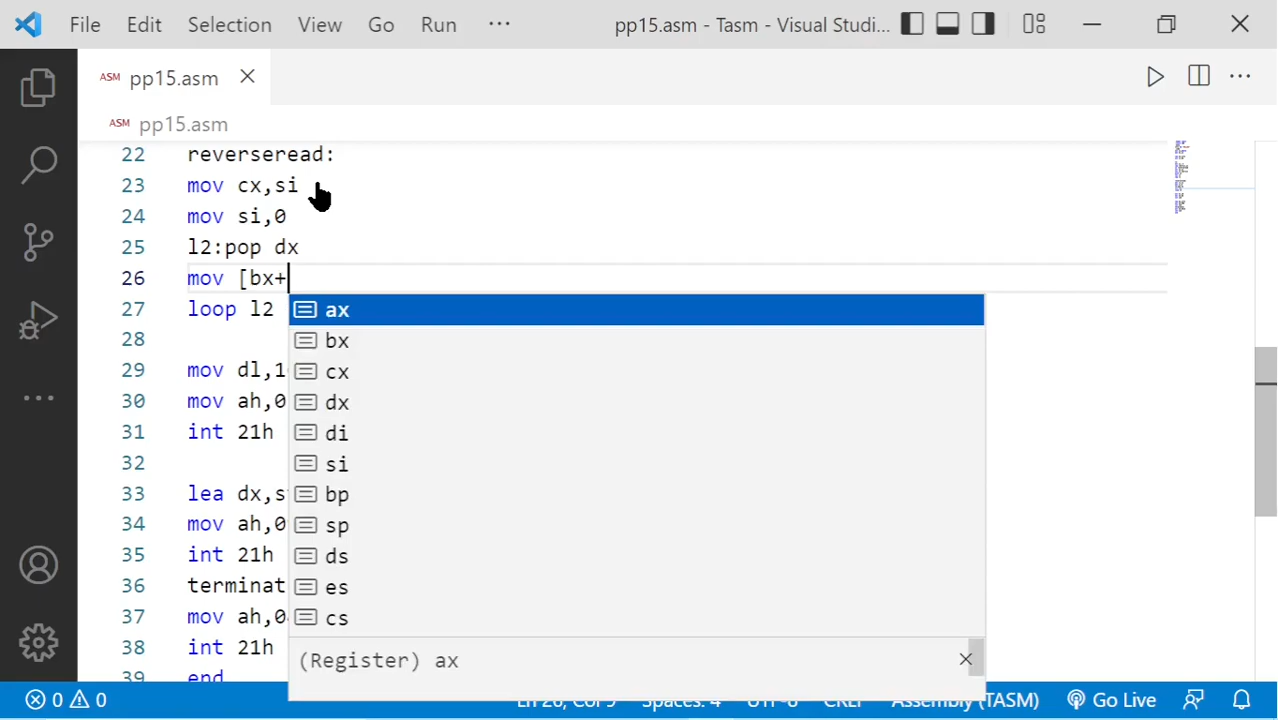 File Edit Selection View Go Run ··· pp15.asm - Tasm - Visual Studi...
ASM pp15.asm
ASM pp15.asm
22 reverseread:
23 mov cx,si
24 mov si,0
25 l2:pop dx
26 mov [bx+
27 loop l2
ax
28
bx
29 mov dl,1
cx
30 mov ah,0
dx
31 int 21h
di
32
si
33 lea dx,s
bp
34 mov ah,0
sp
35 int 21h
ds
36 terminat
es
37 mov ah,0
cs
38 int 21h
(Register) ax
39 end
0 0 Ln 26, Col 9 Spaces: 4 UTF-8 CRLF Assembly (TASM) Go Live